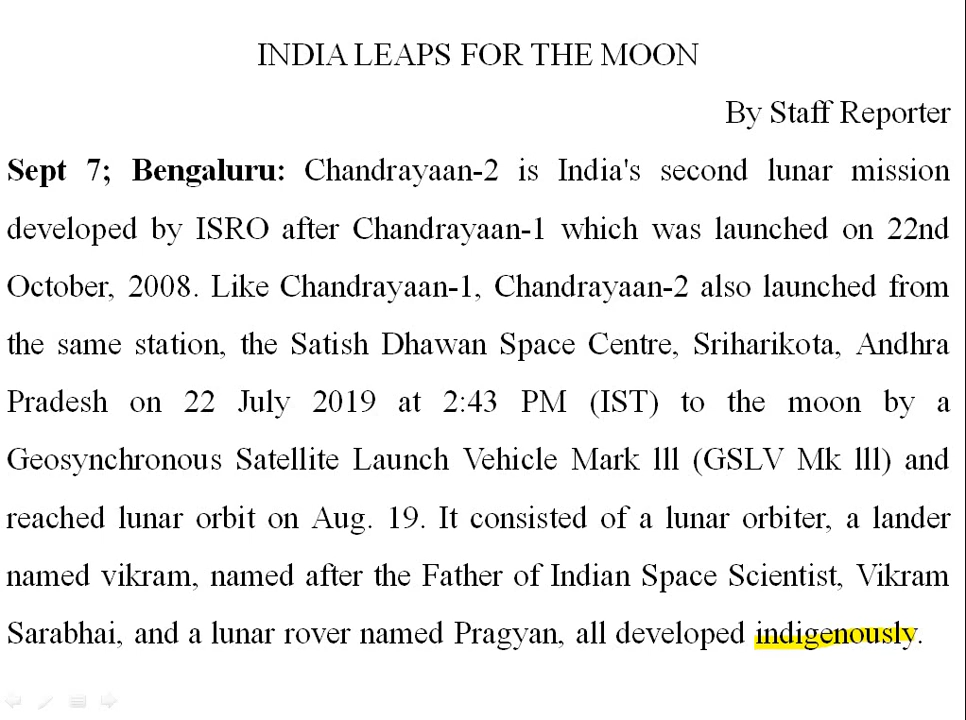 INDIA LEAPS FOR THE MOON
By Staff Reporter
Sept 7; Bengaluru: Chandrayaan-2 is India's second lunar mission
developed by ISRO after Chandrayaan-1 which was launched on 22nd
October, 2008. Like Chandrayaan-1, Chandrayaan-2 also launched from
the same station, the Satish Dhawan Space Centre, Sriharikota, Andhra
Pradesh on 22 July 2019 at 2:43 PM (IST) to the moon by a
Geosynchronous Satellite Launch Vehicle Mark lll (GSLV Mk lll) and
reached lunar orbit on Aug. 19. It consisted of a lunar orbiter, a lander
named vikram, named after the Father of Indian Space Scientist, Vikram
Sarabhai, and a lunar rover named Pragyan, all developed indigenously.